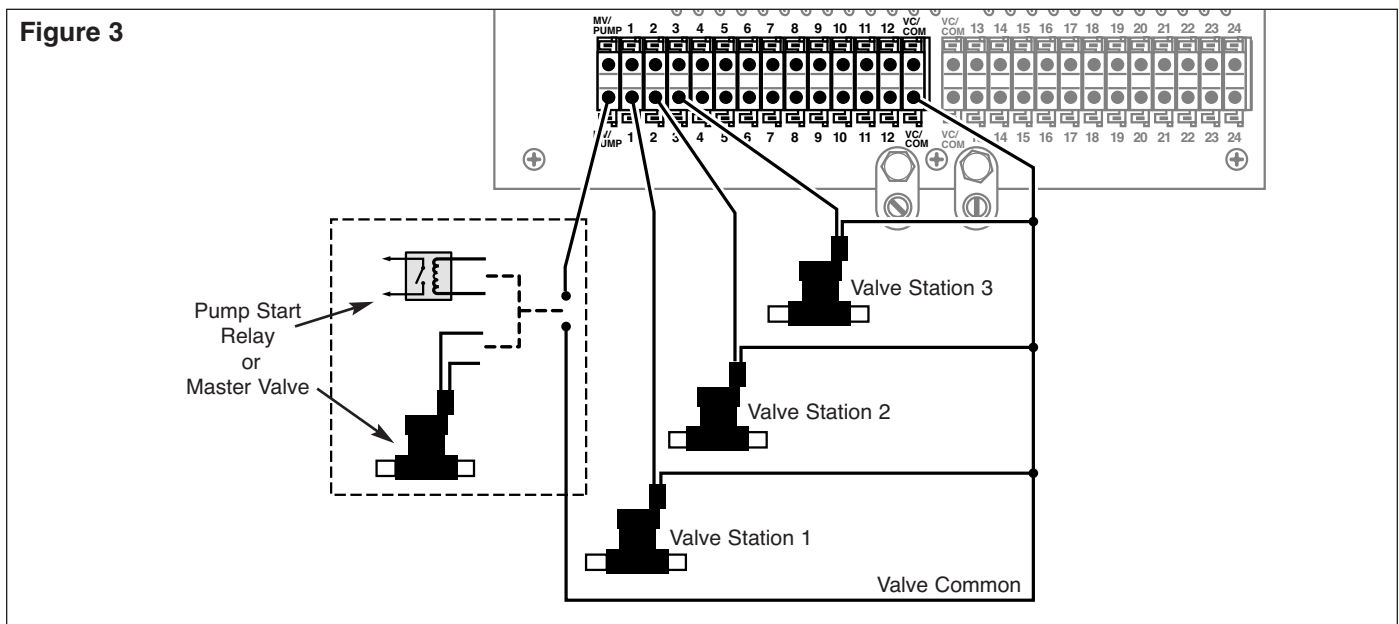 Figure 3
MV/ PUMP 1 2 3 4 5 6 7 8 9 10 11 12 VC/ COM VC/ COM 13 14 15 16 17 18 19 20 21 22 23 24
MV/ PUMP 1 2 3 4 5 6 7 8 9 10 11 12 VC/ COM VC/ COM 14 15 16 17 18 19 20 21 22 23 24
Pump Start
Relay
or
Master Valve
Valve Station 3
Valve Station 2
Valve Station 1
Valve Common